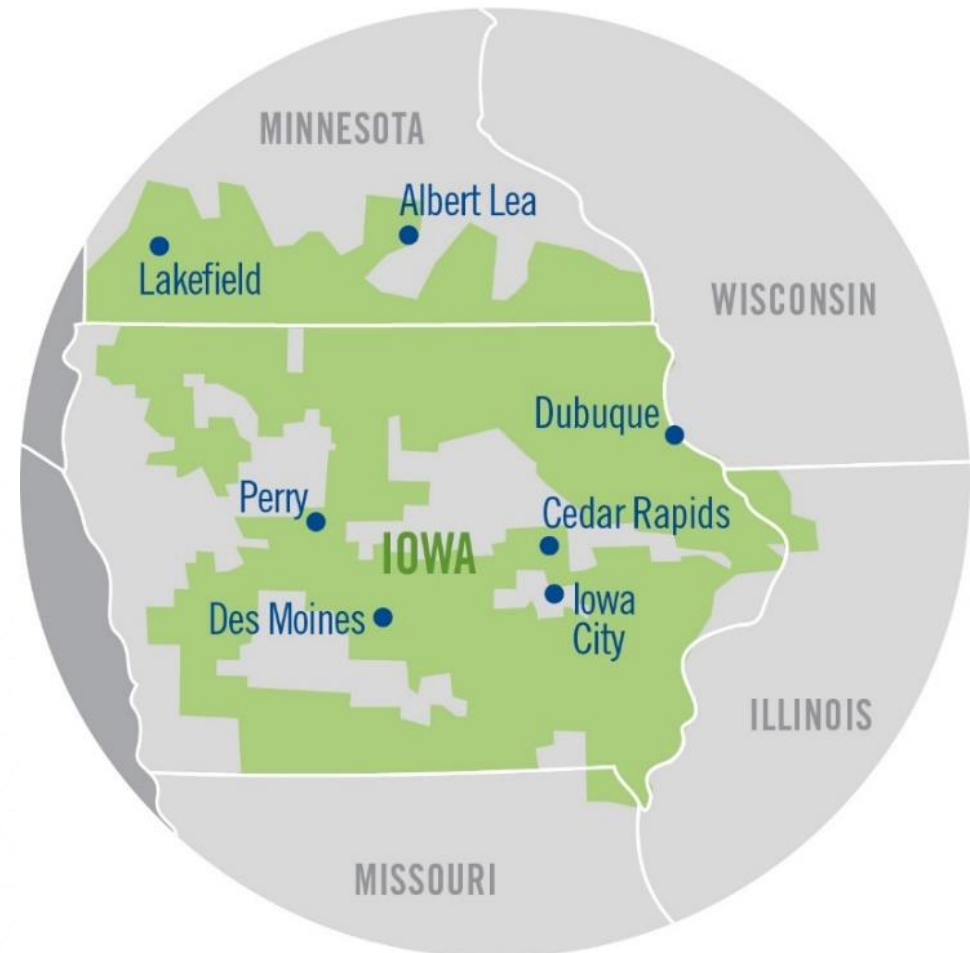 MINNESOTA
Albert Lea
Lakefield
WISCONSIN
Dubuque
Perry
Cedar Rapids
IOWA
Iowa
City
Des Moines
ILLINOIS
MISSOURI